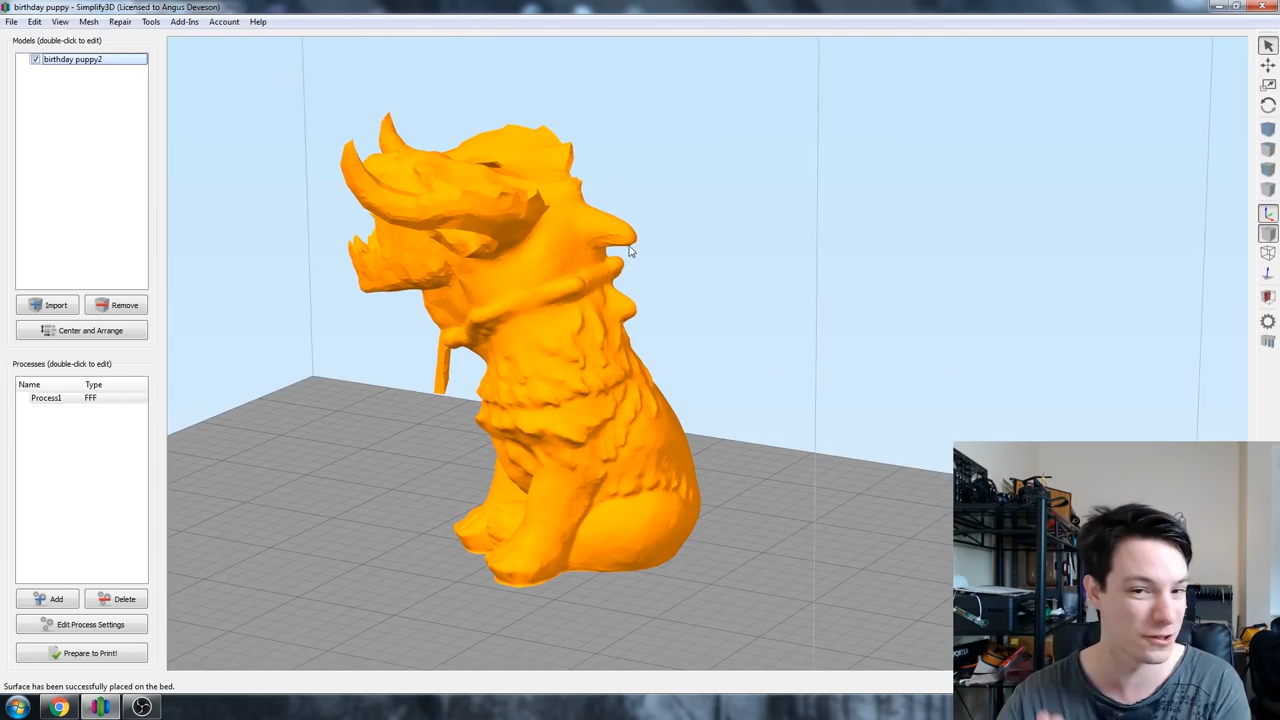 birthday puppy - Simplify3D (Licensed to Angus Deveson)
File Edit View Mesh Repair Tools Add-Ins Account Help
Models (double-click to edit)
birthday puppy2
Import Remove
Center and Arrange
Processes (double-click to edit)
Name Type
Process1 FFF
Add Delete
Edit Process Settings
Prepare to Print!
Surface has been successfully placed on the bed.